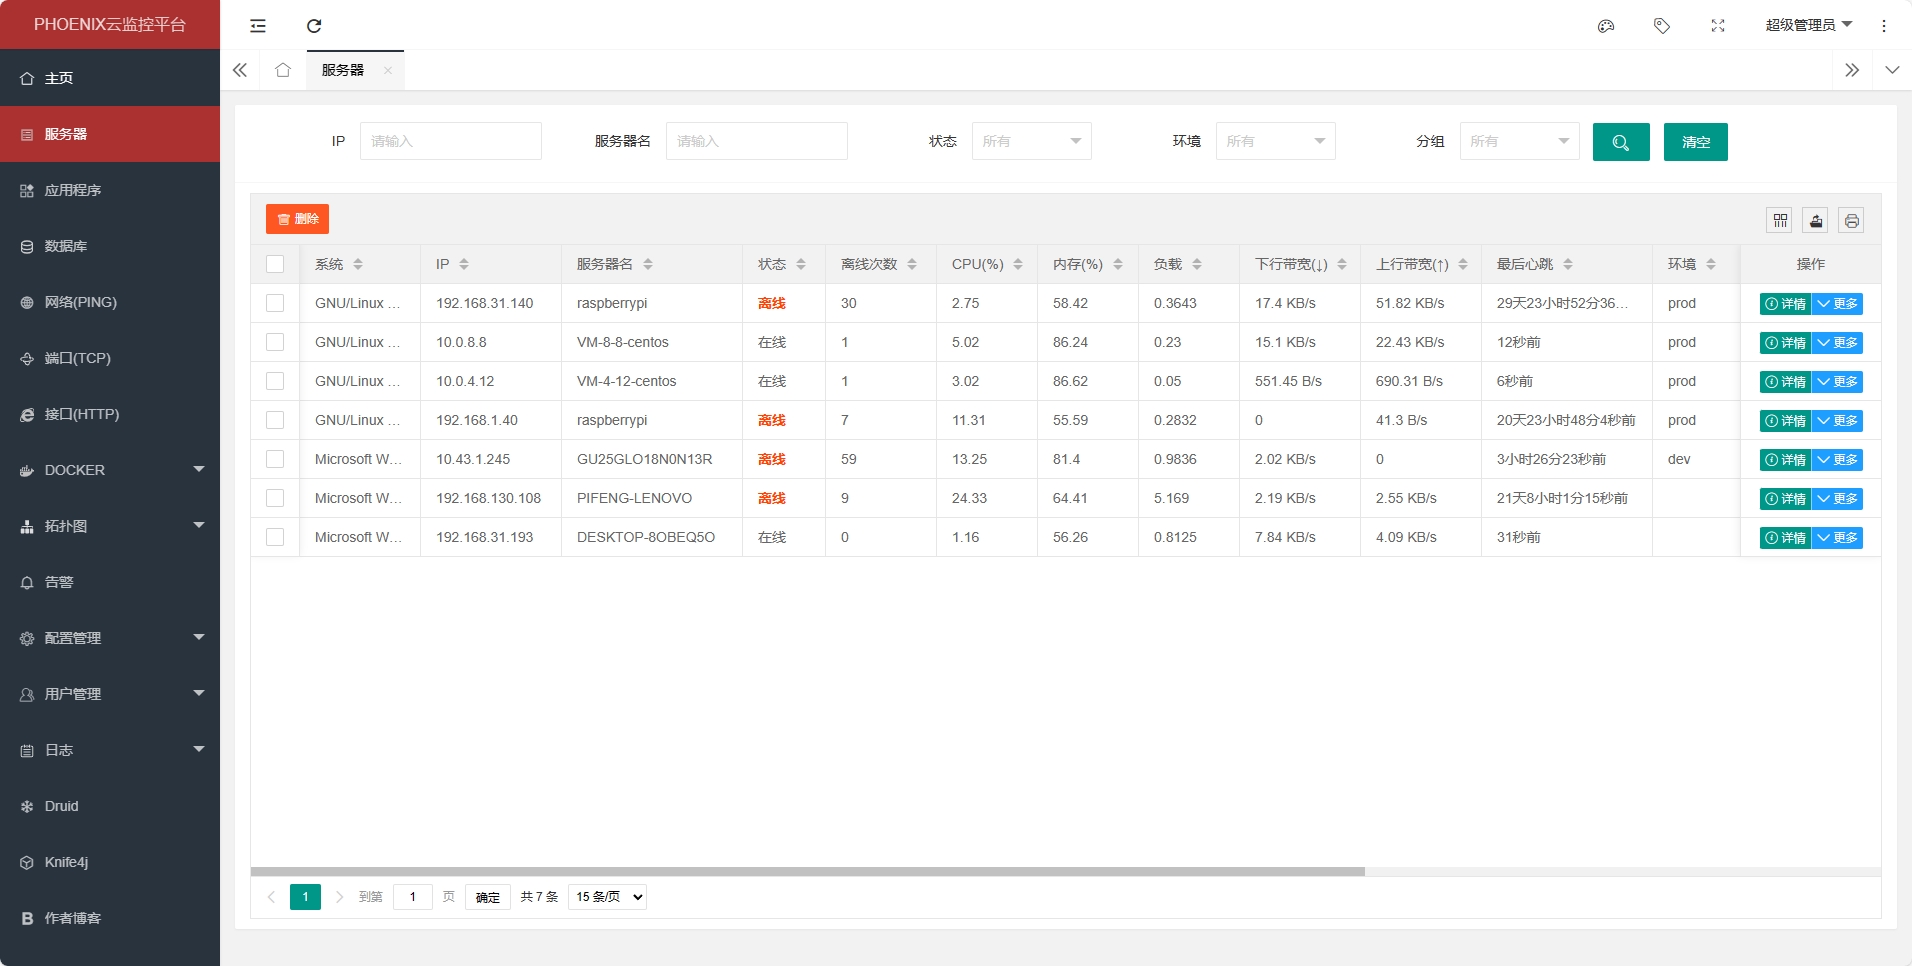 PHOENIX云监控平台
超级管理员
主页
服务器
应用程序
数据库
网络(PING)
端口(TCP)
接口(HTTP)
DOCKER
拓扑图
告警
配置管理
用户管理
日志
Druid
Knife4j
作者博客
服务器
IP 请输入 服务器名 请输入 状态 所有 环境 所有 分组 所有 清空
删除
系统 IP 服务器名 状态 离线次数 CPU(%) 内存(%) 负载 下行带宽(↓) 上行带宽(↑) 最后心跳 环境 操作
GNU/Linux ... 192.168.31.140 raspberrypi 离线 30 2.75 58.42 0.3643 17.4 KB/s 51.82 KB/s 29天23小时52分36... prod 详情 更多
GNU/Linux ... 10.0.8.8 VM-8-8-centos 在线 1 5.02 86.24 0.23 15.1 KB/s 22.43 KB/s 12秒前 prod 详情 更多
GNU/Linux ... 10.0.4.12 VM-4-12-centos 在线 1 3.02 86.62 0.05 551.45 B/s 690.31 B/s 6秒前 prod 详情 更多
GNU/Linux ... 192.168.1.40 raspberrypi 离线 7 11.31 55.59 0.2832 0 41.3 B/s 20天23小时48分4秒前 prod 详情 更多
Microsoft W... 10.43.1.245 GU25GLO18N0N13R 离线 59 13.25 81.4 0.9836 2.02 KB/s 0 3小时26分23秒前 dev 详情 更多
Microsoft W... 192.168.130.108 PIFENG-LENOVO 离线 9 24.33 64.41 5.169 2.19 KB/s 2.55 KB/s 21天8小时1分15秒前 详情 更多
Microsoft W... 192.168.31.193 DESKTOP-8OBEQ5O 在线 0 1.16 56.26 0.8125 7.84 KB/s 4.09 KB/s 31秒前 详情 更多
1 到第 1 页 确定 共 7 条 15 条/页